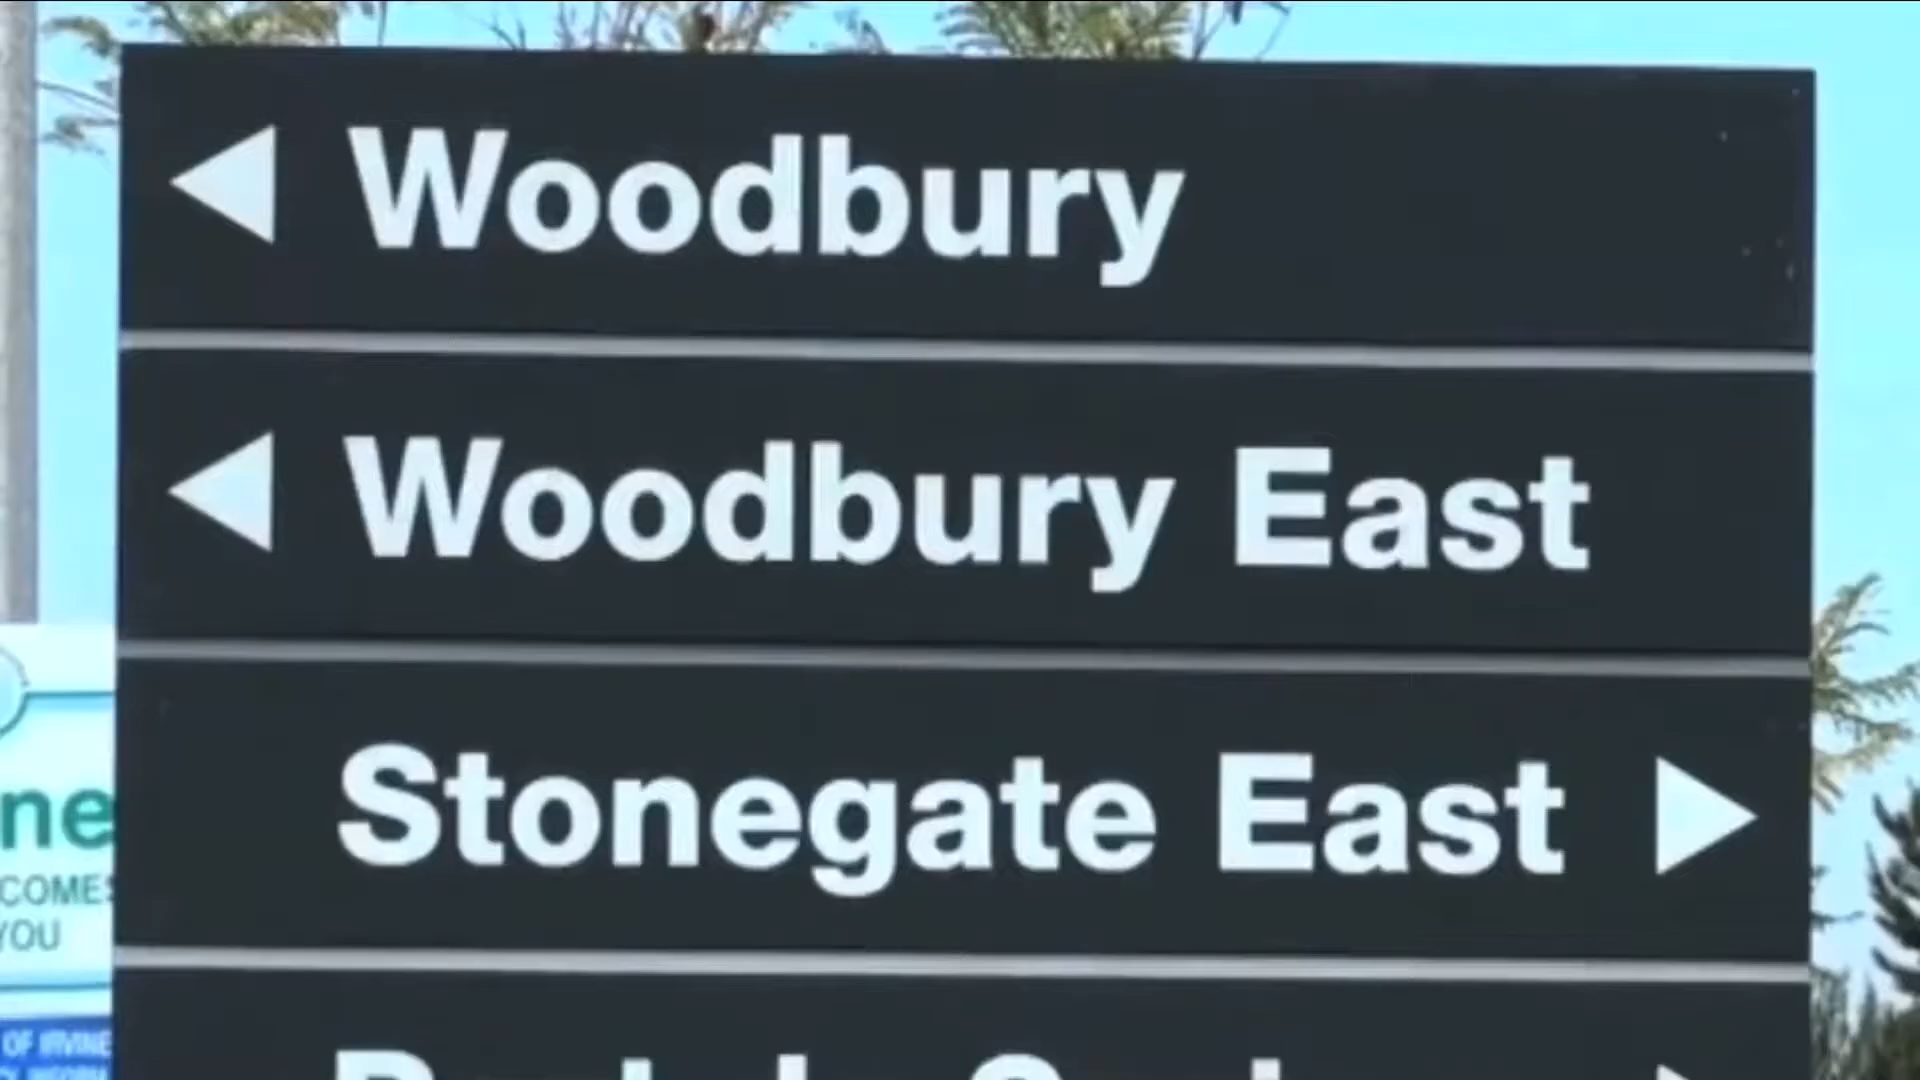 Woodbury
Woodbury East
Stonegate East
COMES
YOU
OF IRVINE